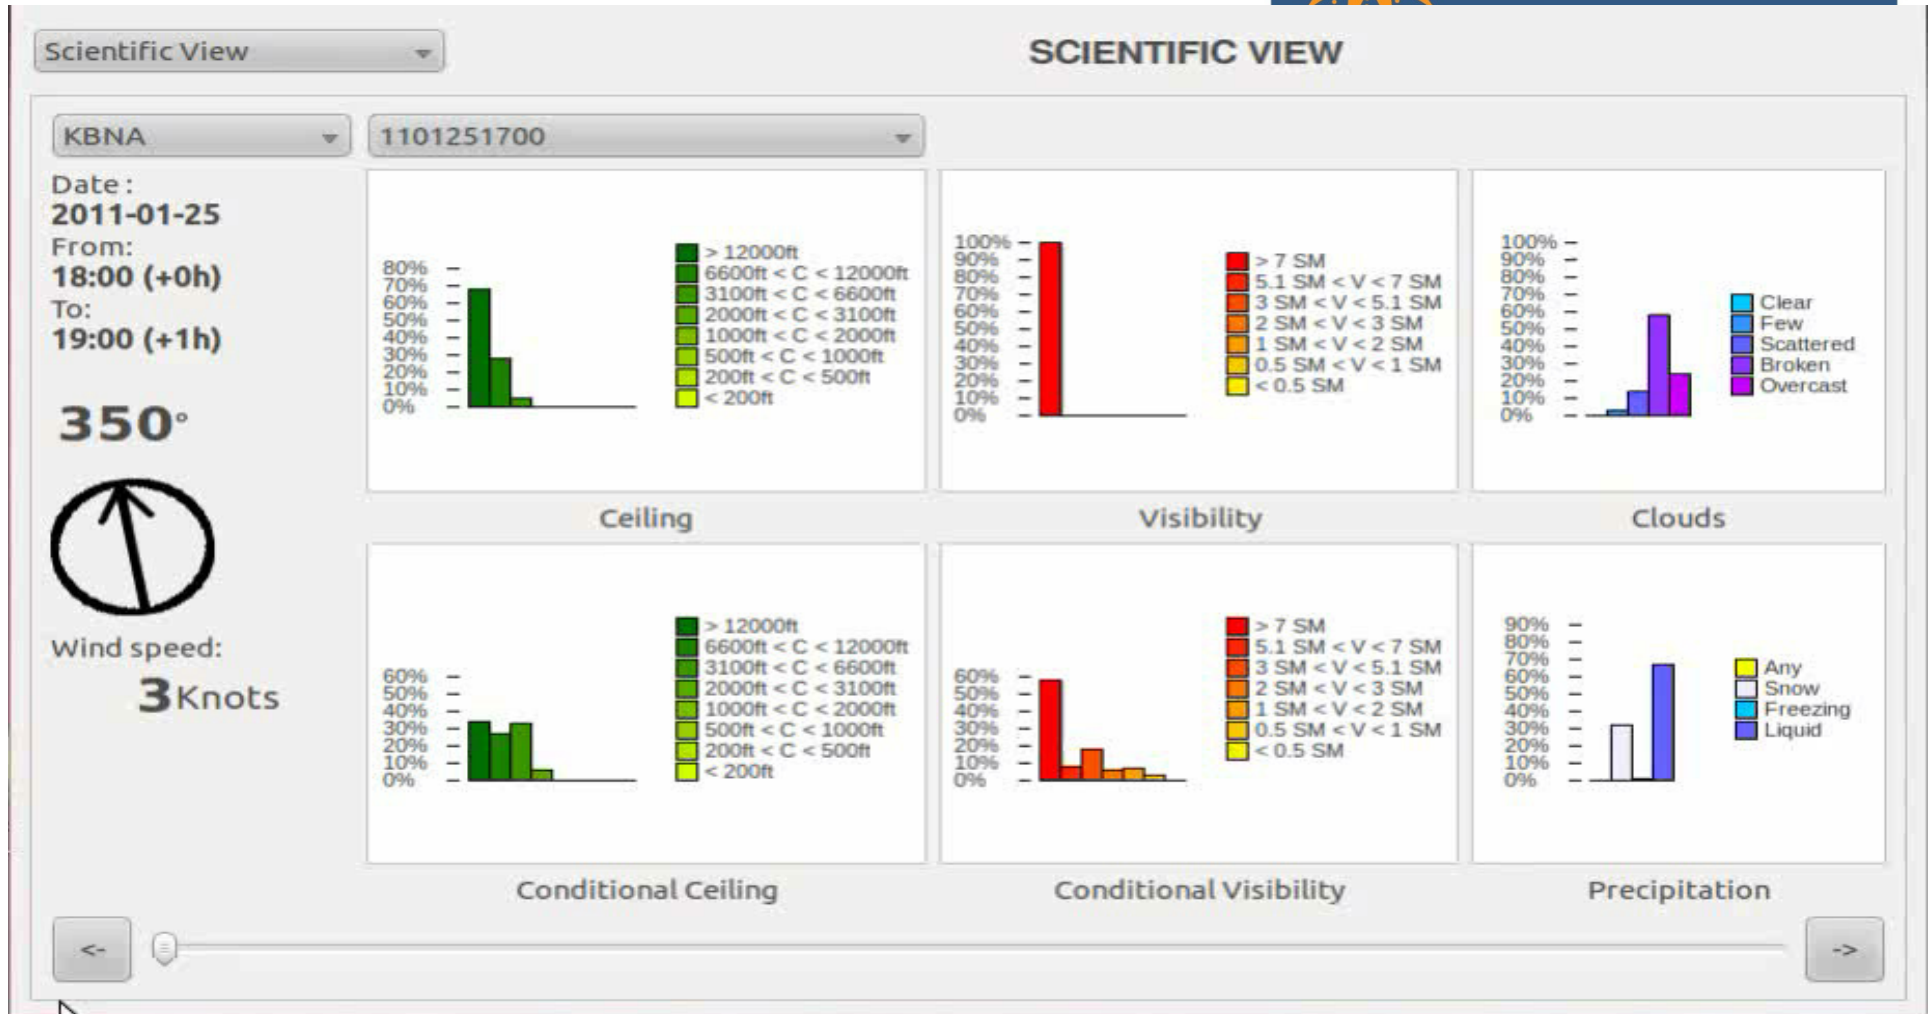 Scientific View
SCIENTIFIC VIEW
KBNA
1101251700
Date:
2011-01-25
From:
18:00 (+0h)
To:
19:00 (+1h)
350°
Wind speed:
3 Knots
80%
70%
60%
50%
40%
30%
20%
10%
0%
> 12000ft
6600ft < C < 12000ft
3100ft < C < 6600ft
2000ft < C < 3100ft
1000ft < C < 2000ft
500ft < C < 1000ft
200ft < C < 500ft
< 200ft
Ceiling
100%
90%
80%
70%
60%
50%
40%
30%
20%
10%
0%
> 7 SM
5.1 SM < V < 7 SM
3 SM < V < 5.1 SM
2 SM < V < 3 SM
1 SM < V < 2 SM
0.5 SM < V < 1 SM
< 0.5 SM
Visibility
100%
90%
80%
70%
60%
50%
40%
30%
20%
10%
0%
Clear
Few
Scattered
Broken
Overcast
Clouds
60%
50%
40%
30%
20%
10%
0%
> 12000ft
6600ft < C < 12000ft
3100ft < C < 6600ft
2000ft < C < 3100ft
1000ft < C < 2000ft
500ft < C < 1000ft
200ft < C < 500ft
< 200ft
Conditional Ceiling
60%
50%
40%
30%
20%
10%
0%
> 7 SM
5.1 SM < V < 7 SM
3 SM < V < 5.1 SM
2 SM < V < 3 SM
1 SM < V < 2 SM
0.5 SM < V < 1 SM
< 0.5 SM
Conditional Visibility
90%
80%
70%
60%
50%
40%
30%
20%
10%
0%
Any
Snow
Freezing
Liquid
Precipitation
<-
->